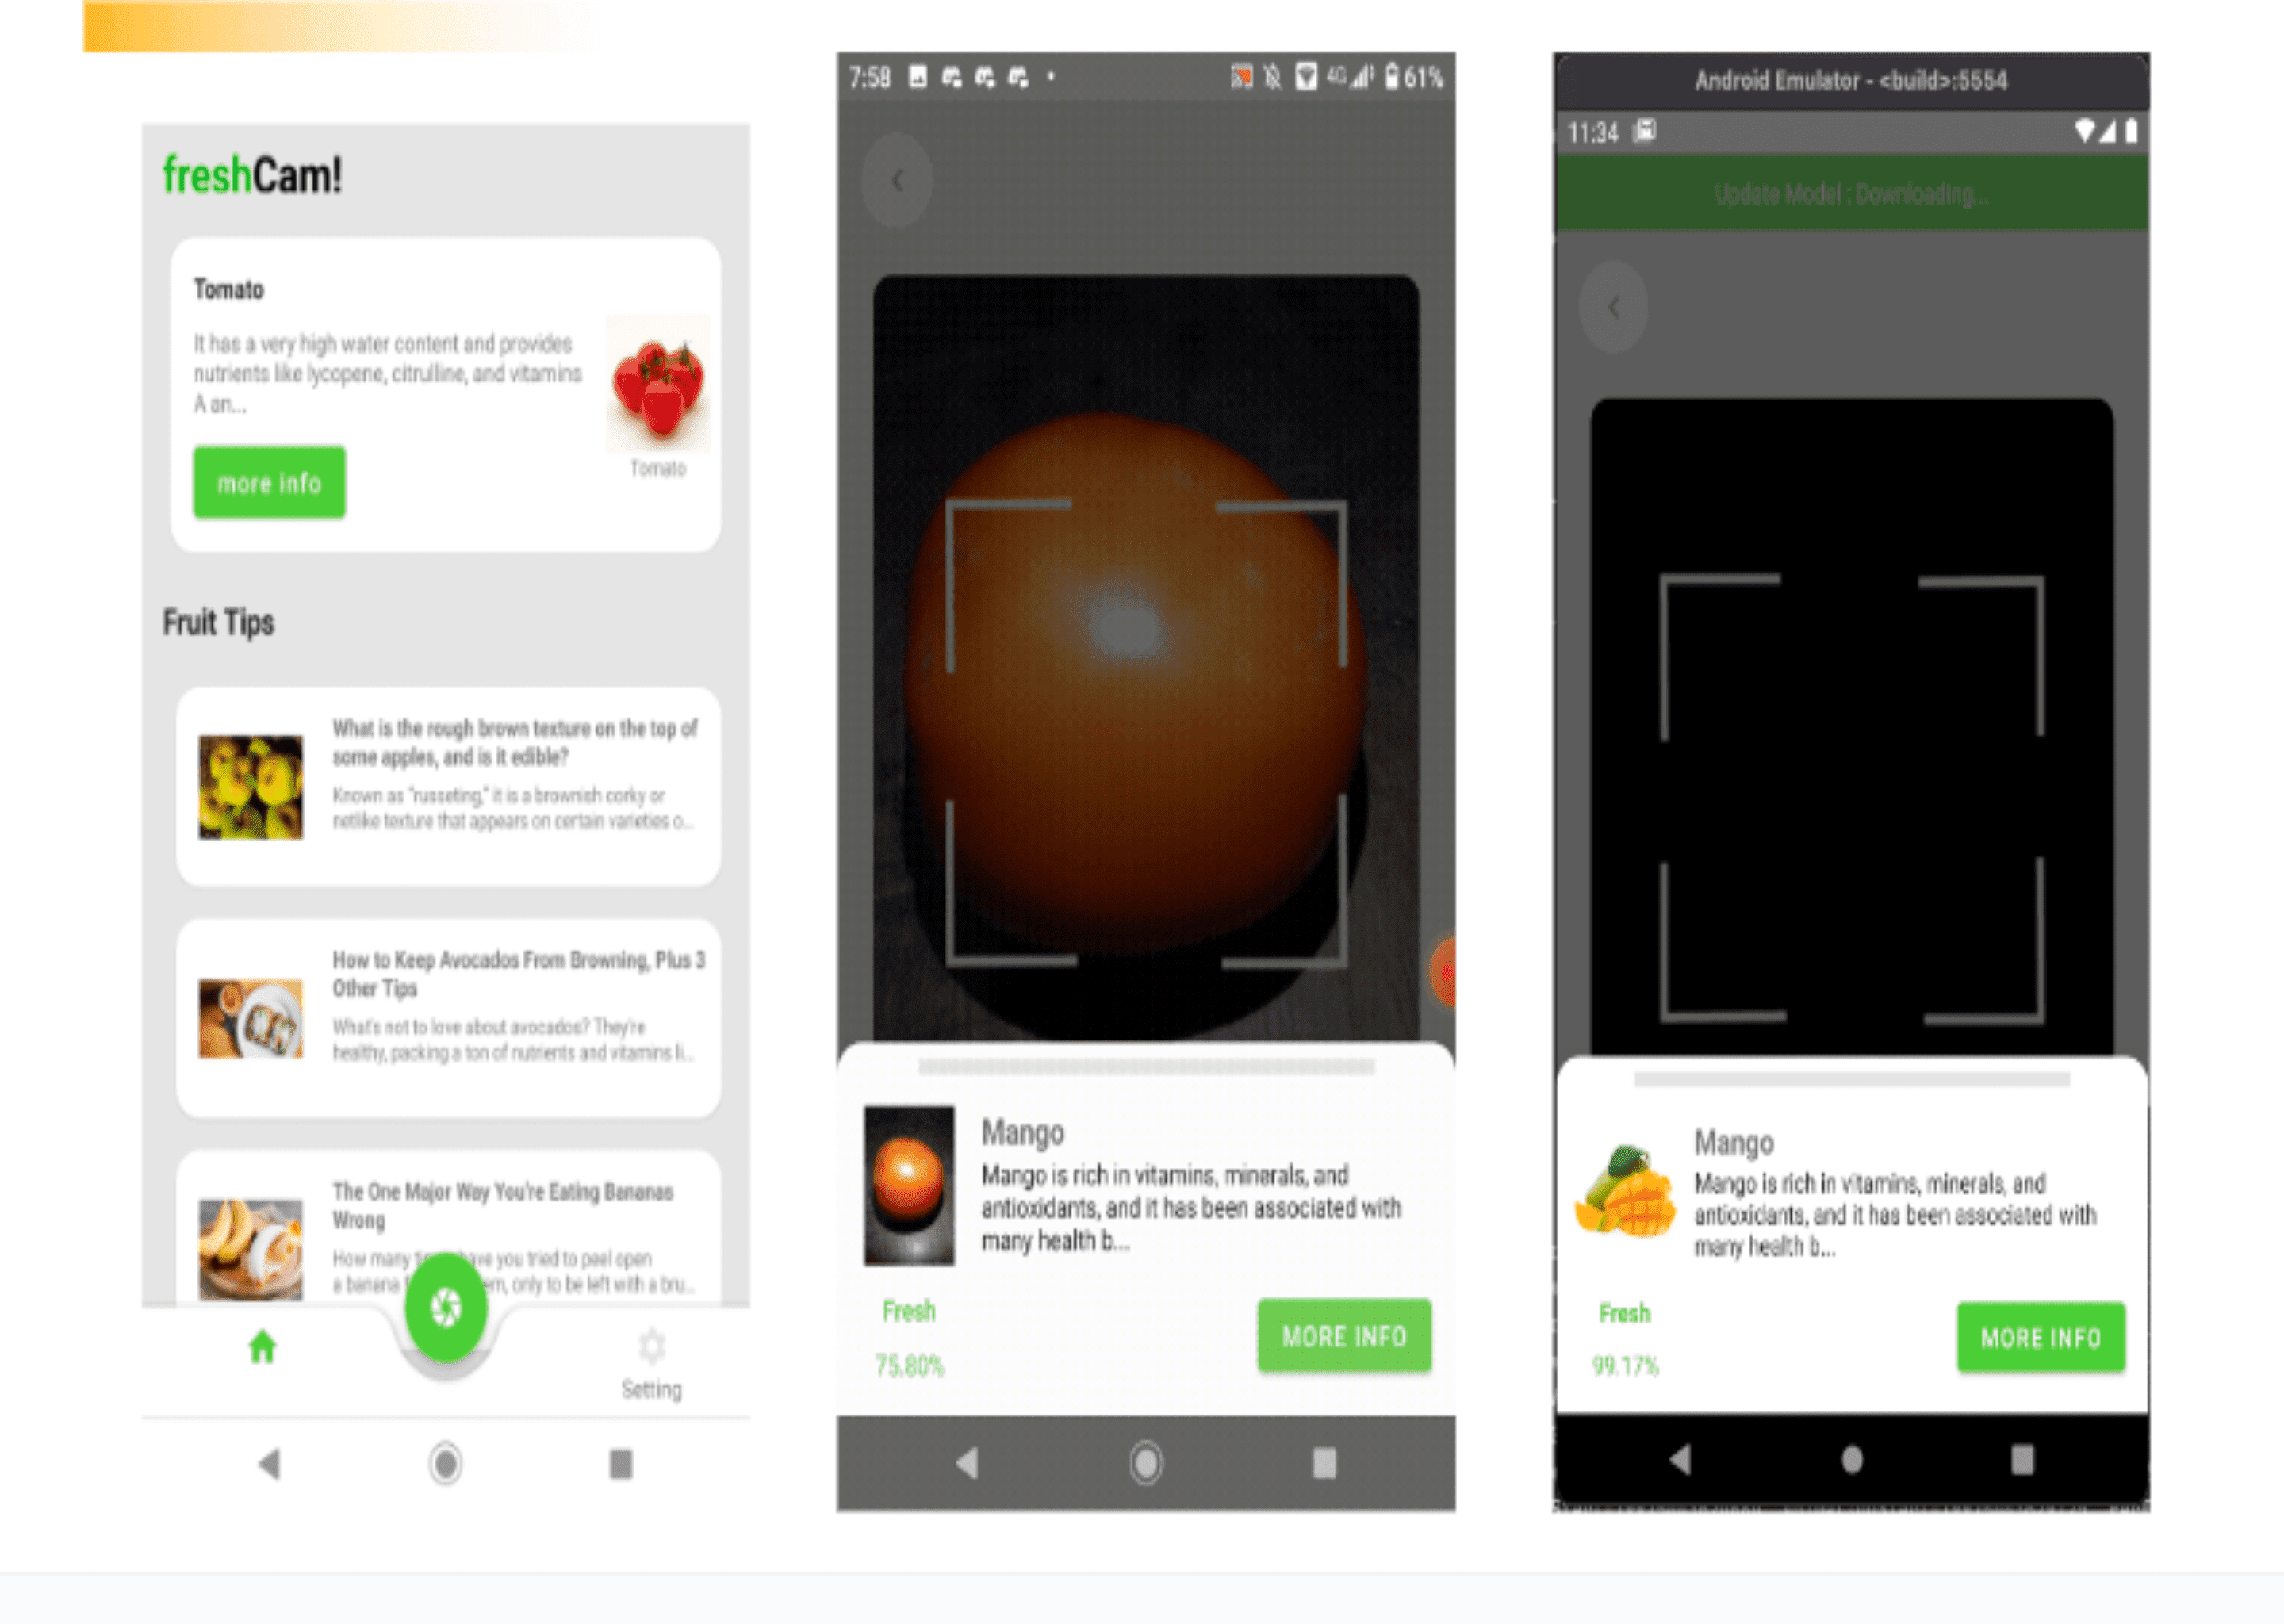 freshCam!
Tomato
It has a very high water content and provides
nutrients like lycopene, citrulline, and vitamins
A an...
Tomato
more info
Fruit Tips
What is the rough brown texture on the top of
some apples, and is it edible?
Known as "russeting," it is a brownish corky or
netlike texture that appears on certain varieties o...
How to Keep Avocados From Browning, Plus 3
Other Tips
What's not to love about avocados? They're
healthy, packing a ton of nutrients and vitamins li...
The One Major Way You're Eating Bananas
Wrong
How many have you tried to peel open
a banana only to be left with a bru...
Setting
7:58 4G 61%
Mango
Mango is rich in vitamins, minerals, and
antioxidants, and it has been associated with
many health b...
Fresh
75.80%
MORE INFO
Android Emulator - <build>:5554
11:34
Update Model : Downloading...
Mango
Mango is rich in vitamins, minerals, and
antioxidants, and it has been associated with
many health b...
Fresh
99.17%
MORE INFO